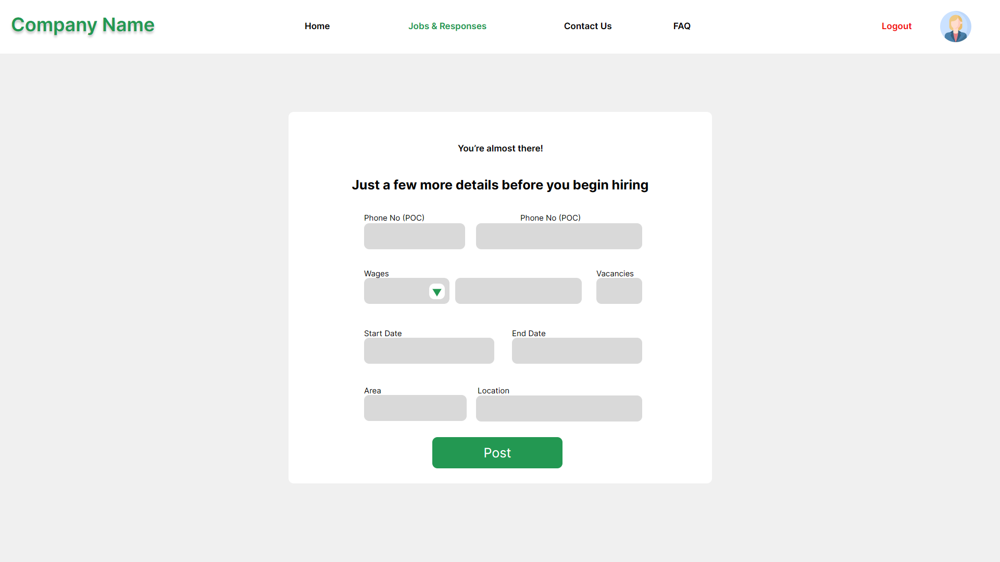 Company Name
Home
Jobs & Responses
Contact Us
FAQ
Logout
You’re almost there!
Just a few more details before you begin hiring
Phone No (POC)
Phone No (POC)
Wages
Vacancies
Start Date
End Date
Area
Location
Post